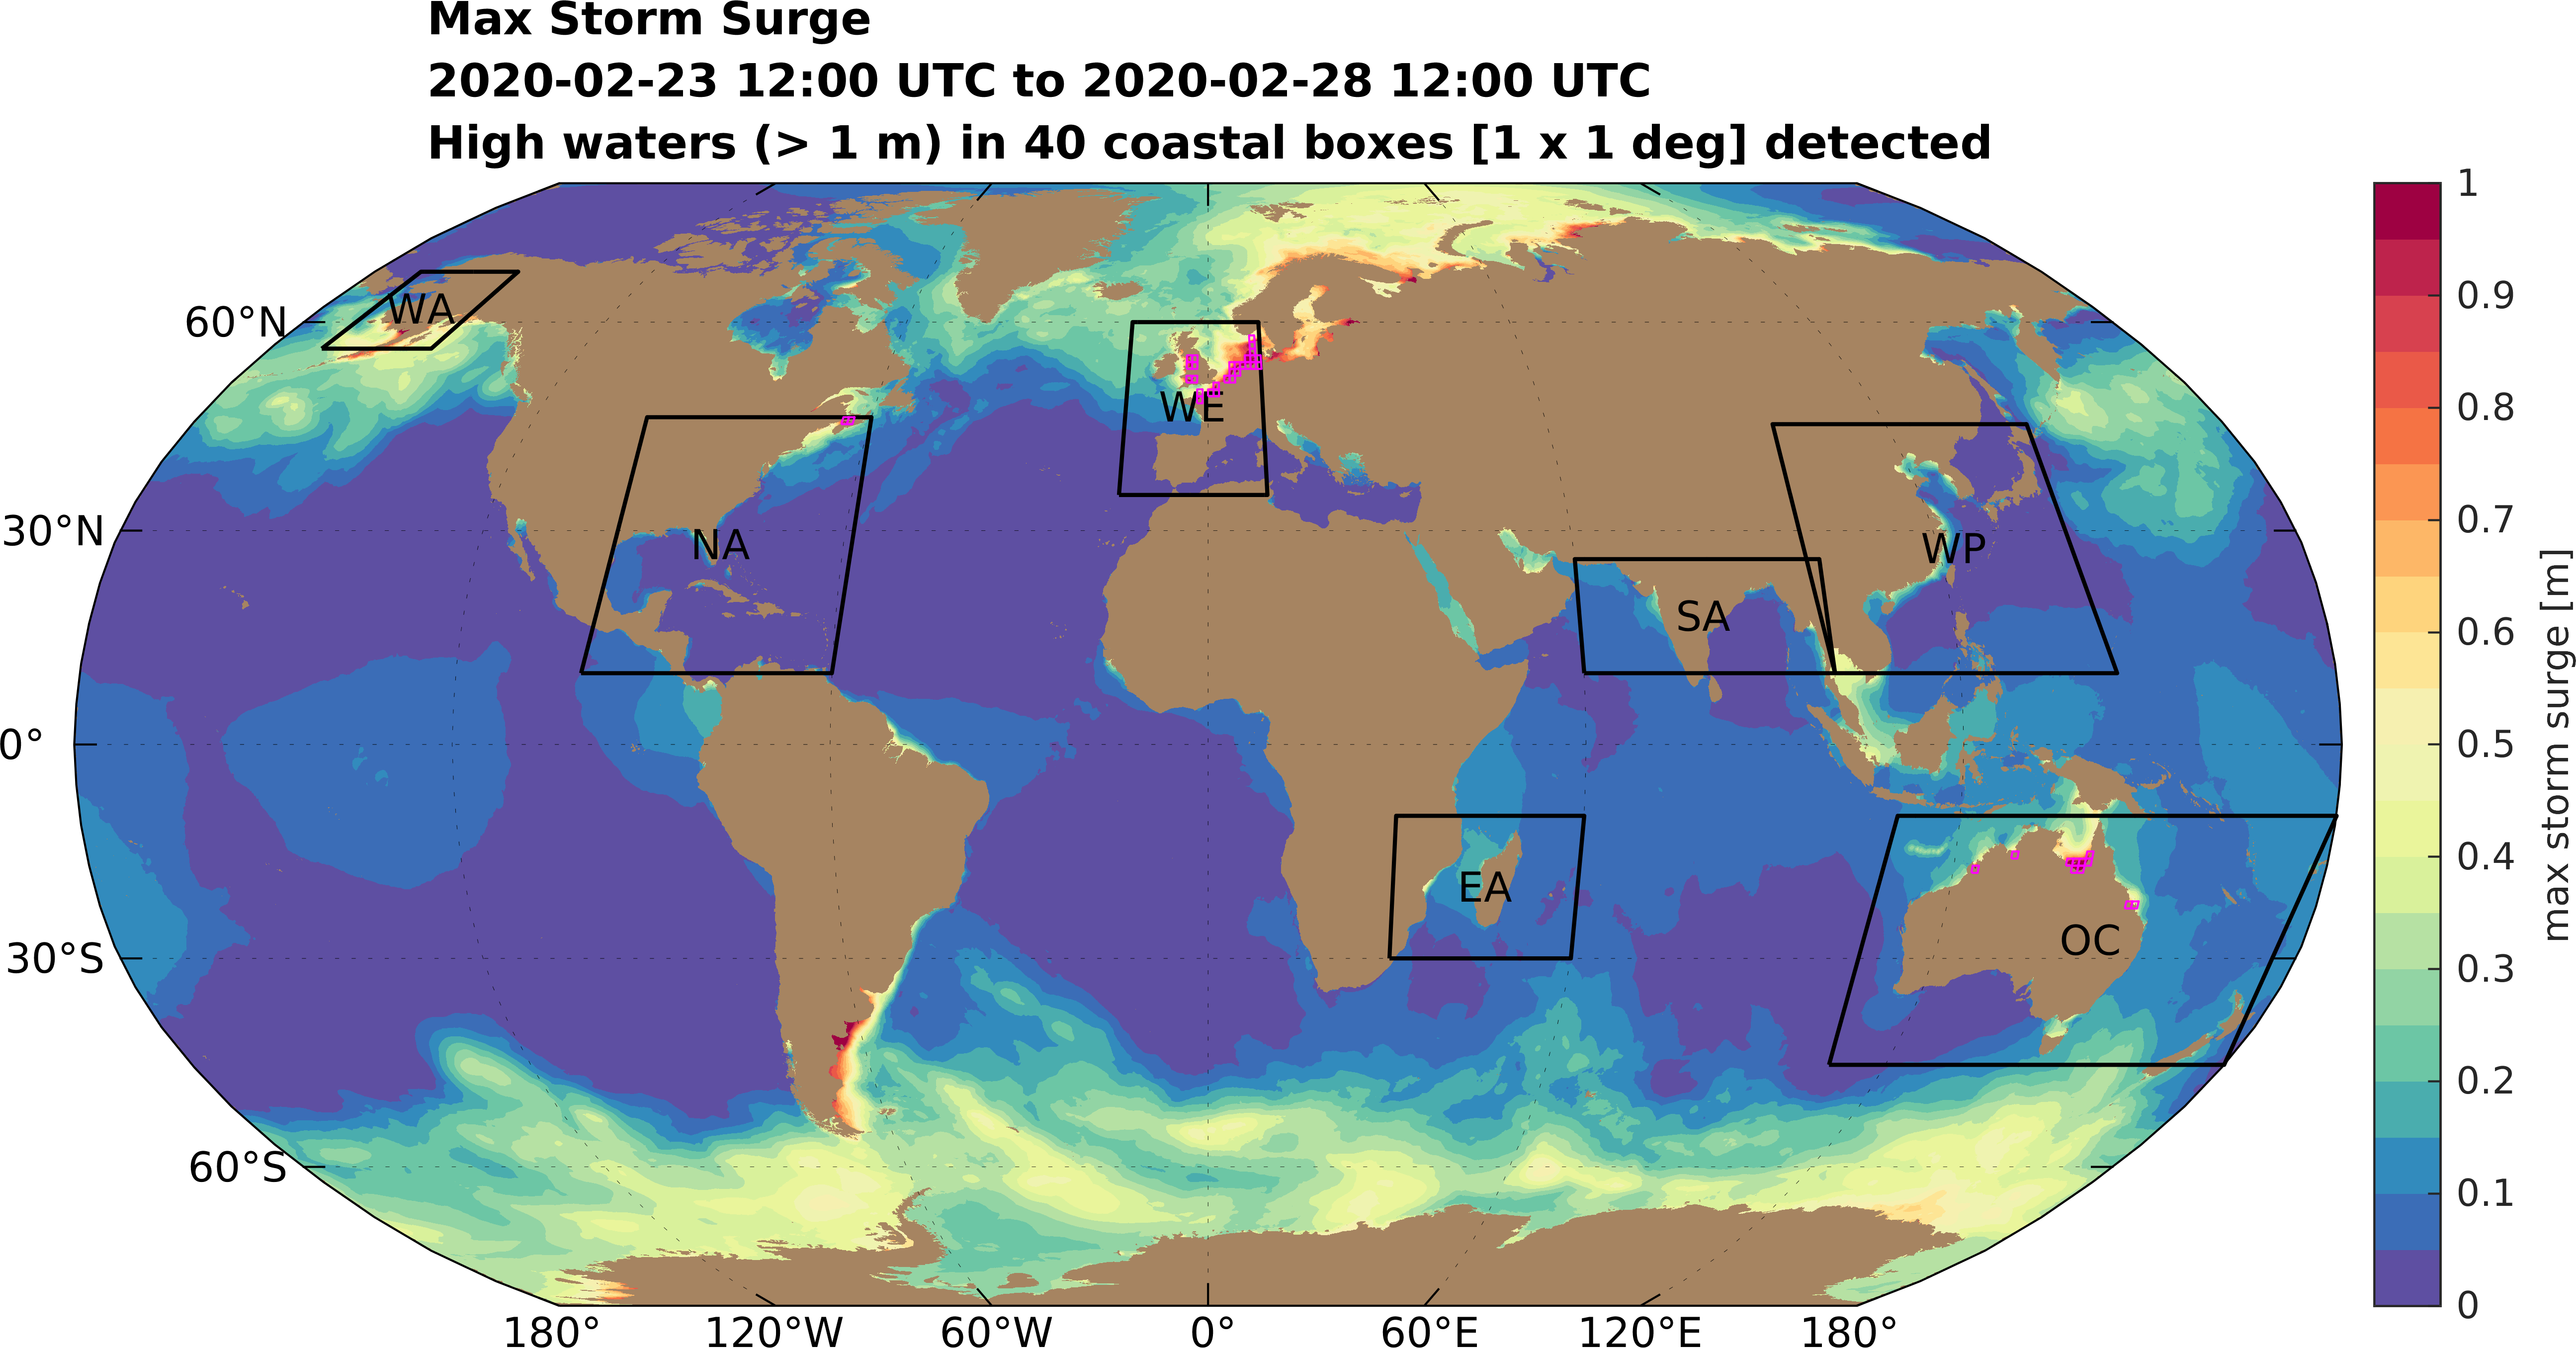 Max Storm Surge
2020-02-23 12:00 UTC to 2020-02-28 12:00 UTC
High waters (> 1 m) in 40 coastal boxes [1 x 1 deg] detected
60°N
30°N
0°
30°S
60°S
180°
120°W
60°W
0°
60°E
120°E
180°
WA
WE
NA
WP
SA
EA
OC
1
0.9
0.8
0.7
0.6
0.5
0.4
0.3
0.2
0.1
0
max storm surge [m]